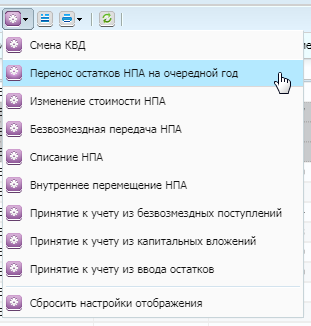 Смена КВД
Перенос остатков НПА на очередной год
Изменение стоимости НПА
Безвозмездная передача НПА
Списание НПА
Внутреннее перемещение НПА
Принятие к учету из безвозмездных поступлений
Принятие к учету из капитальных вложений
Принятие к учету из ввода остатков
Сбросить настройки отображения